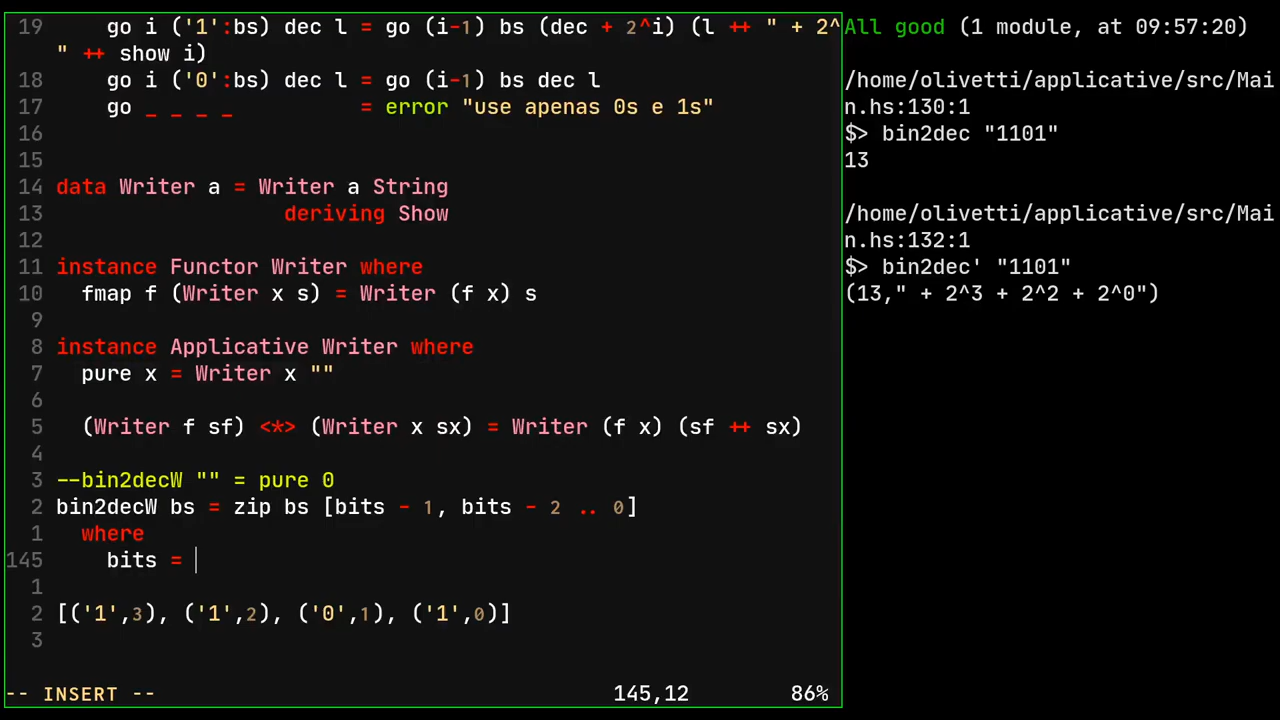 19     go i ('1':bs) dec l = go (i-1) bs (dec + 2^i) (l ++ " + 2^
" ++ show i)
18     go i ('0':bs) dec l = go (i-1) bs dec l
17     go _ _ _ _          = error "use apenas 0s e 1s"
16
15
14 data Writer a = Writer a String
13                   deriving Show
12
11 instance Functor Writer where
10   fmap f (Writer x s) = Writer (f x) s
9
8 instance Applicative Writer where
7   pure x = Writer x ""
6
5   (Writer f sf) <*> (Writer x sx) = Writer (f x) (sf ++ sx)
4
3 --bin2decW "" = pure 0
2 bin2decW bs = zip bs [bits - 1, bits - 2 .. 0]
1   where
145     bits =
1
2 [('1',3), ('1',2), ('0',1), ('1',0)]
3
-- INSERT --    145,12    86%
All good (1 module, at 09:57:20)
/home/olivetti/applicative/src/Mai
n.hs:130:1
$> bin2dec "1101"
13
/home/olivetti/applicative/src/Mai
n.hs:132:1
$> bin2dec' "1101"
(13," + 2^3 + 2^2 + 2^0")